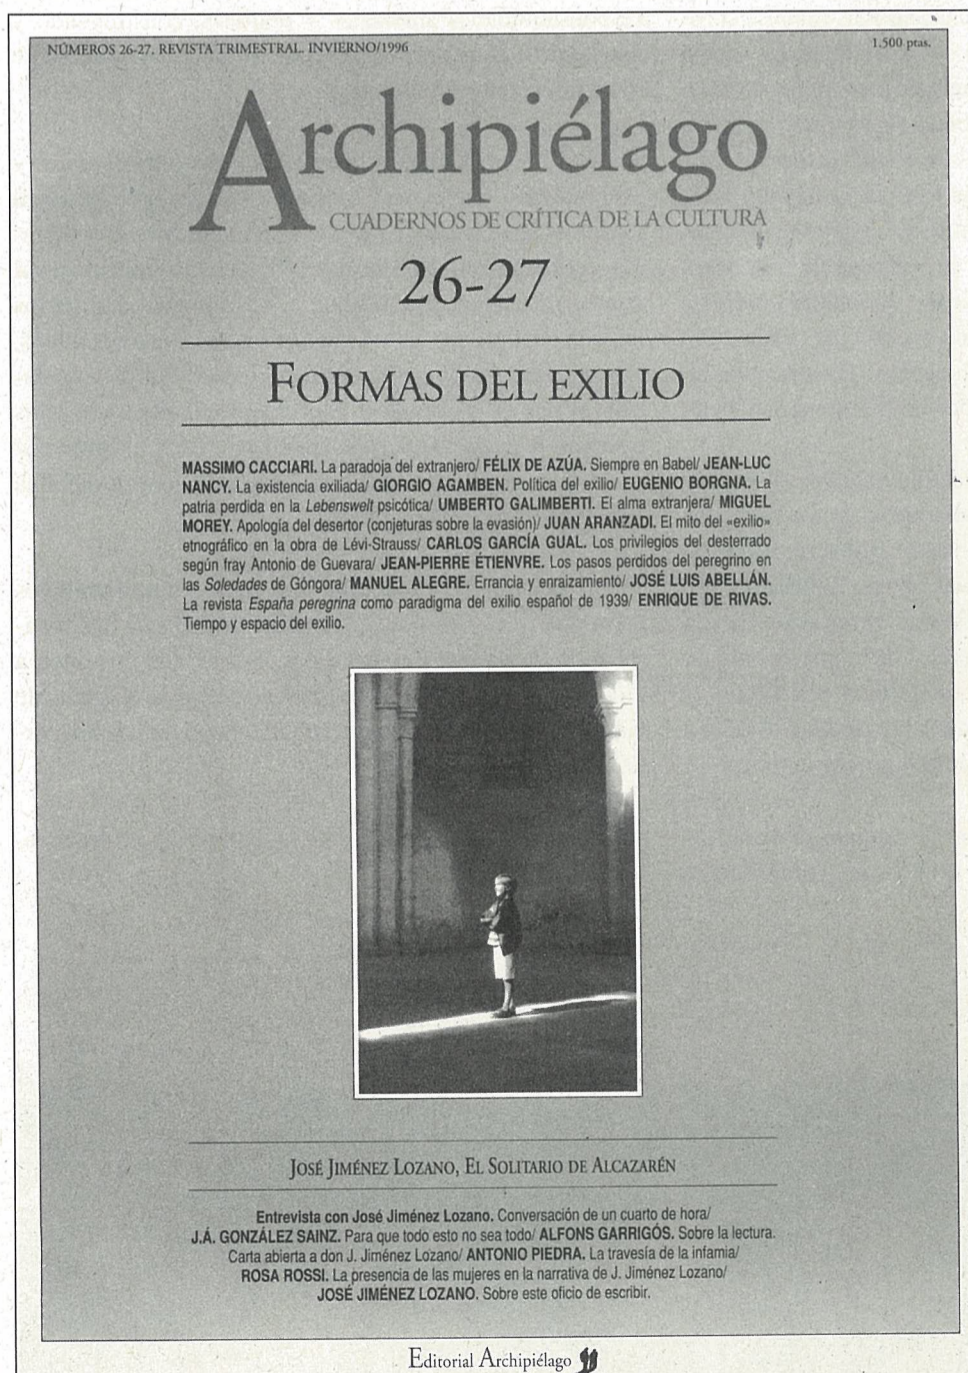 NÚMEROS 26-27. REVISTA TRIMESTRAL. INVIERNO/1996
1.500 ptas.
Archipiélago
CUADERNOS DE CRÍTICA DE LA CULTURA
26-27
FORMAS DEL EXILIO
MASSIMO CACCIARI. La paradoja del extranjero/ FÉLIX DE AZÚA. Siempre en Babel/ JEAN-LUC
NANCY. La existencia exiliada/ GIORGIO AGAMBEN. Política del exilio/ EUGENIO BORGNA. La
patria perdida en la Lebenswelt psicótica/ UMBERTO GALIMBERTI. El alma extranjera/ MIGUEL
MOREY. Apología del desertor (conjeturas sobre la evasión)/ JUAN ARANZADI. El mito del «exilio»
etnográfico en la obra de Lévi-Strauss/ CARLOS GARCÍA GUAL. Los privilegios del desterrado
según fray Antonio de Guevara/ JEAN-PIERRE ÉTIENVRE. Los pasos perdidos del peregrino en
las Soledades de Góngora/ MANUEL ALEGRE. Errancia y enraizamiento/ JOSÉ LUIS ABELLÁN.
La revista España peregrina como paradigma del exilio español de 1939/ ENRIQUE DE RIVAS.
Tiempo y espacio del exilio.
JOSÉ JIMÉNEZ LOZANO, EL SOLITARIO DE ALCAZARÉN
Entrevista con José Jiménez Lozano. Conversación de un cuarto de hora/
J.Á. GONZÁLEZ SAINZ. Para que todo esto no sea todo/ ALFONS GARRIGÓS. Sobre la lectura.
Carta abierta a don J. Jiménez Lozano/ ANTONIO PIEDRA. La travesía de la infamia/
ROSA ROSSI. La presencia de las mujeres en la narrativa de J. Jiménez Lozano/
JOSÉ JIMÉNEZ LOZANO. Sobre este oficio de escribir.
Editorial Archipiélago